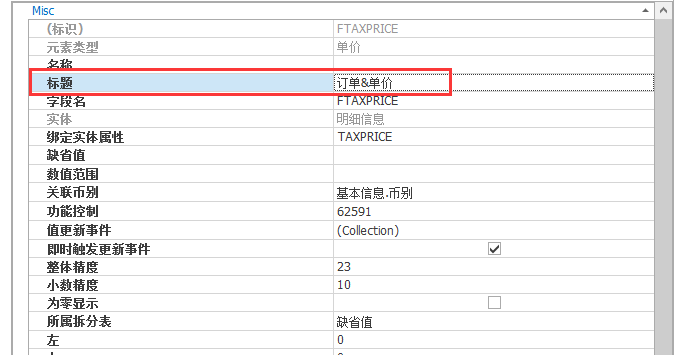 Misc
(标识) FTAXPRICE
元素类型 单价
名称
标题 订单&单价
字段名 FTAXPRICE
实体 明细信息
绑定实体属性 TAXPRICE
缺省值
数值范围
关联币别 基本信息.币别
功能控制 62591
值更新事件 (Collection)
即时触发更新事件
整体精度 23
小数精度 10
为零显示
所属拆分表 缺省值
左 0